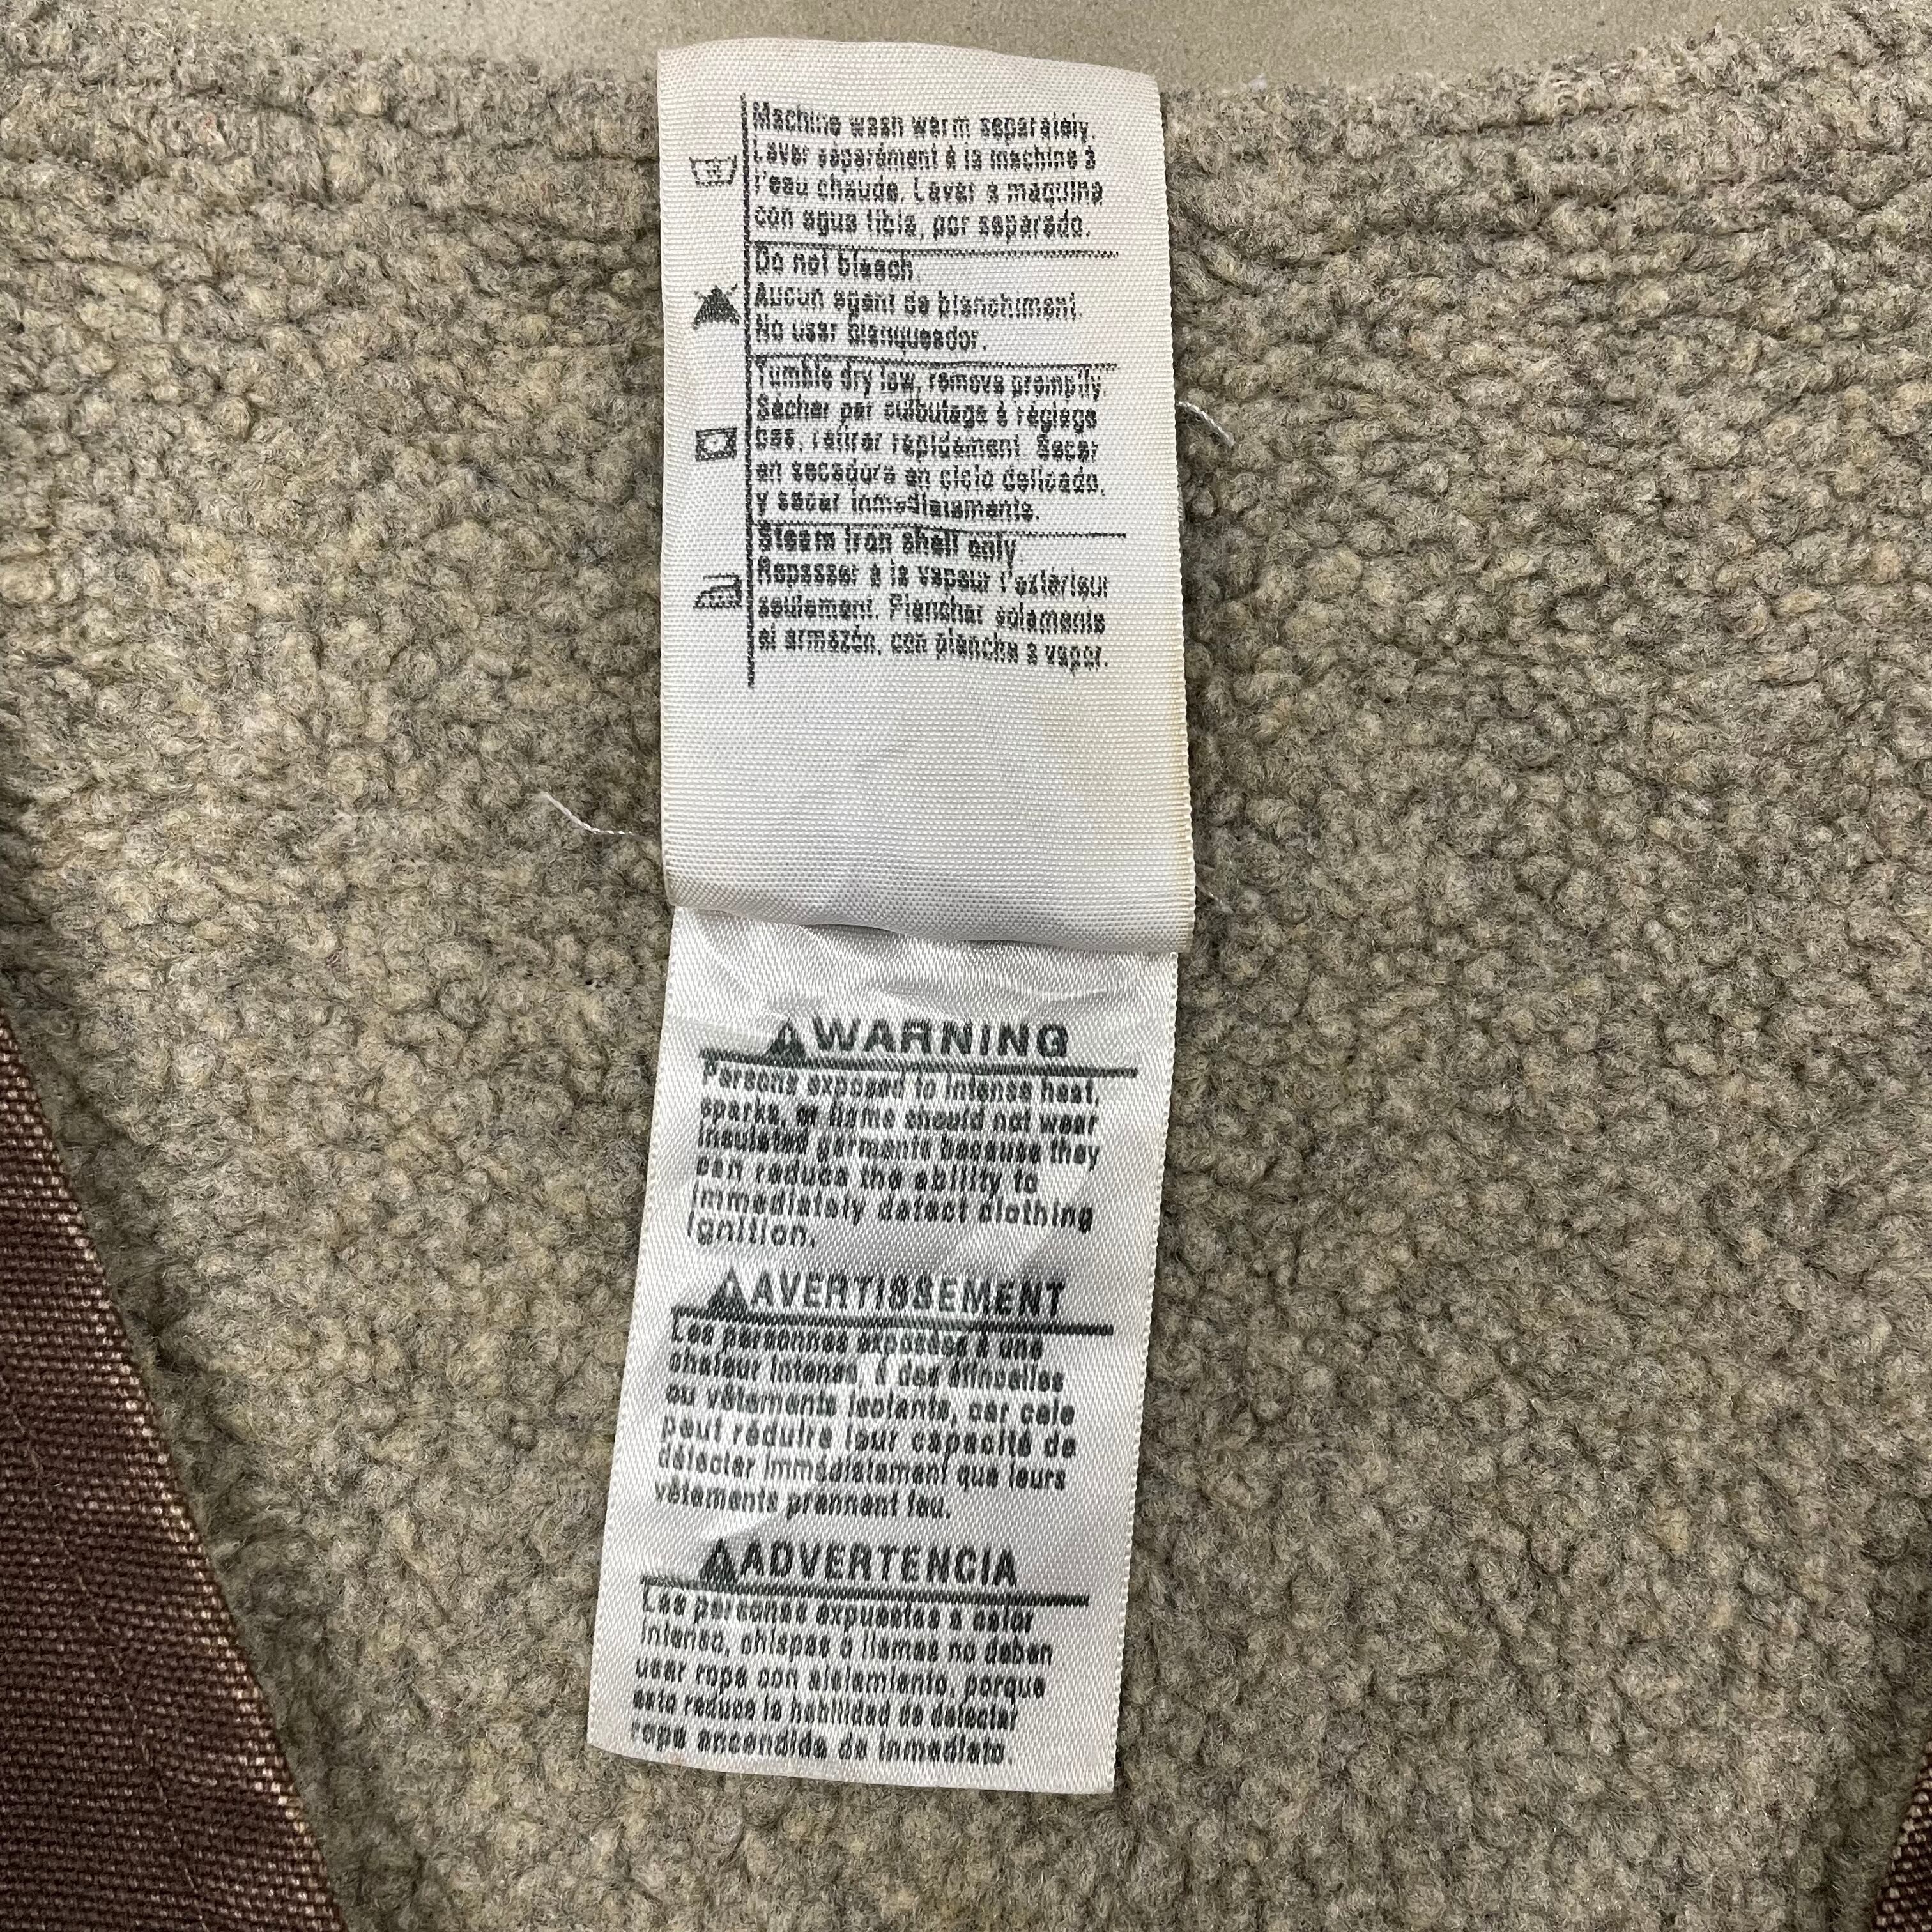 Machine wash warm separately.
Laver séparément à la machine à
l'eau chaude. Lavar a maquina
con agua tibia, por separado.
Do not bleach.
Aucun agent de blanchiment.
No usar blanqueador.
Tumble dry low, remove promptly.
Sécher par culbutage à réglage
bas, retirer rapidement. Secar
en secadora en ciclo delicado,
y sacar inmediatamente.
Steam iron shell only
Repasser à la vapeur l'extérieur
seulement. Planchar solamente
el armazón, con plancha a vapor.
WARNING
Persons exposed to intense heat,
sparks, or flame should not wear
insulated garments because they
can reduce the ability to
immediately detect clothing
ignition.
AVERTISSEMENT
Les personnes exposées à une
chaleur intense, à des étincelles
ou vêtements isolants, car cela
peut réduire leur capacité de
détecter immédiatement que leurs
vêtements prennent feu.
ADVERTENCIA
Las personas expuestas a calor
intenso, chispas o llamas no deben
usar ropa con aislamiento, porque
esto reduce la habilidad de detectar
ropa encendida de inmediato.